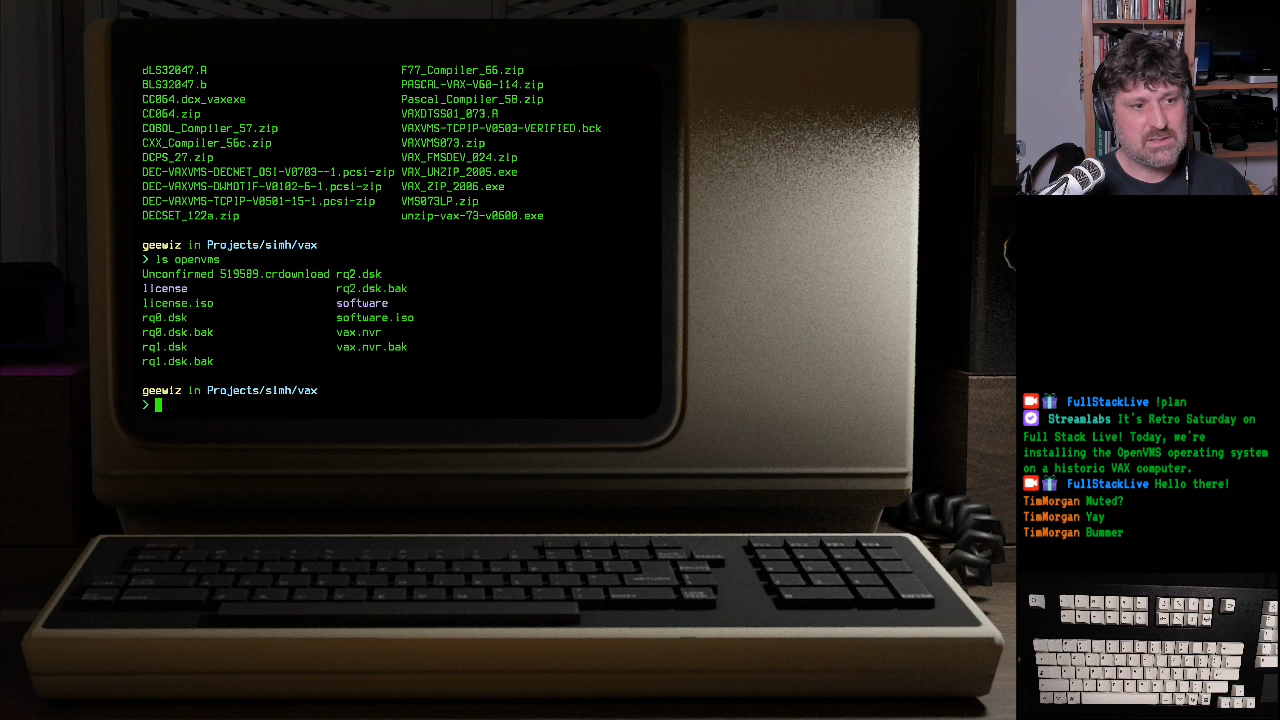 dLS32047.A F77_Compiler_66.zip
BLS32047.b PASCAL-VAX-V60-114.zip
CC064.dcx_vaxexe Pascal_Compiler_58.zip
CC064.zip VAXDTSS01_073.A
COBOL_Compiler_57.zip VAXVMS-TCPIP-V0503-VERIFIED.bck
CXX_Compiler_56c.zip VAXVMS073.zip
DCPS_27.zip VAX_FMSDEV_024.zip
DEC-VAXVMS-DECNET_OSI-V0703--1.pcsi-zip VAX_UNZIP_2005.exe
DEC-VAXVMS-DWMOTIF-V0102-6-1.pcsi-zip VAX_ZIP_2006.exe
DEC-VAXVMS-TCPIP-V0501-15-1.pcsi-zip VMS073LP.zip
DECSET_122a.zip unzip-vax-73-v0600.exe
geewiz in Projects/simh/vax
> ls openvms
Unconfirmed 519589.crdownload rq2.dsk
license rq2.dsk.bak
license.iso software
rq0.dsk software.iso
rq0.dsk.bak vax.nvr
rq1.dsk vax.nvr.bak
rq1.dsk.bak
geewiz in Projects/simh/vax
>
FullStackLive !plan
Streamlabs It's Retro Saturday on
Full Stack Live! Today, we're
installing the OpenVMS operating system
on a historic VAX computer.
FullStackLive Hello there!
TimMorgan Muted?
TimMorgan Yay
TimMorgan Bummer